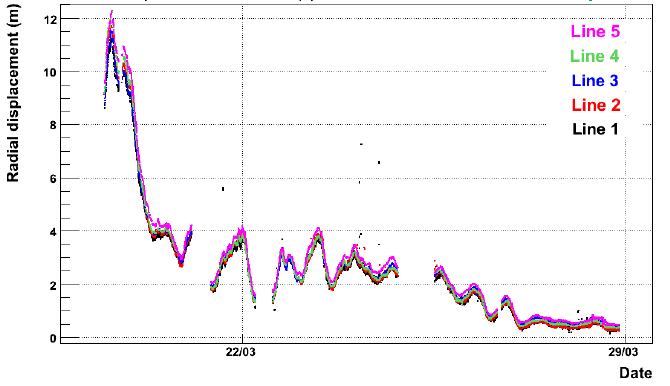 Radial displacement (m)
12
10
8
6
4
2
0
Line 5
Line 4
Line 3
Line 2
Line 1
22/03
29/03
Date